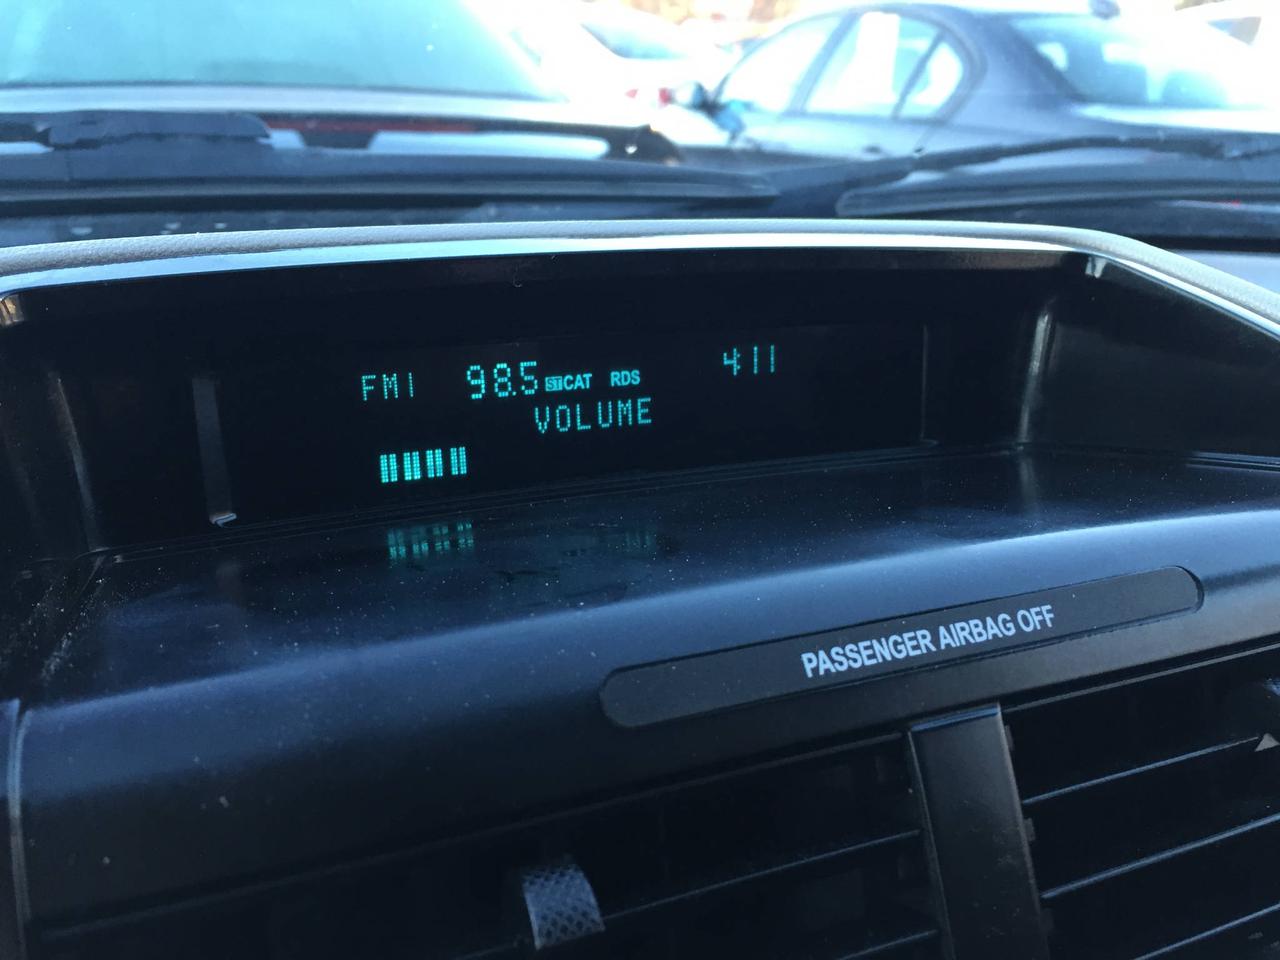 FM1 98.5 ST CAT RDS 4:11
VOLUME
PASSENGER AIRBAG OFF